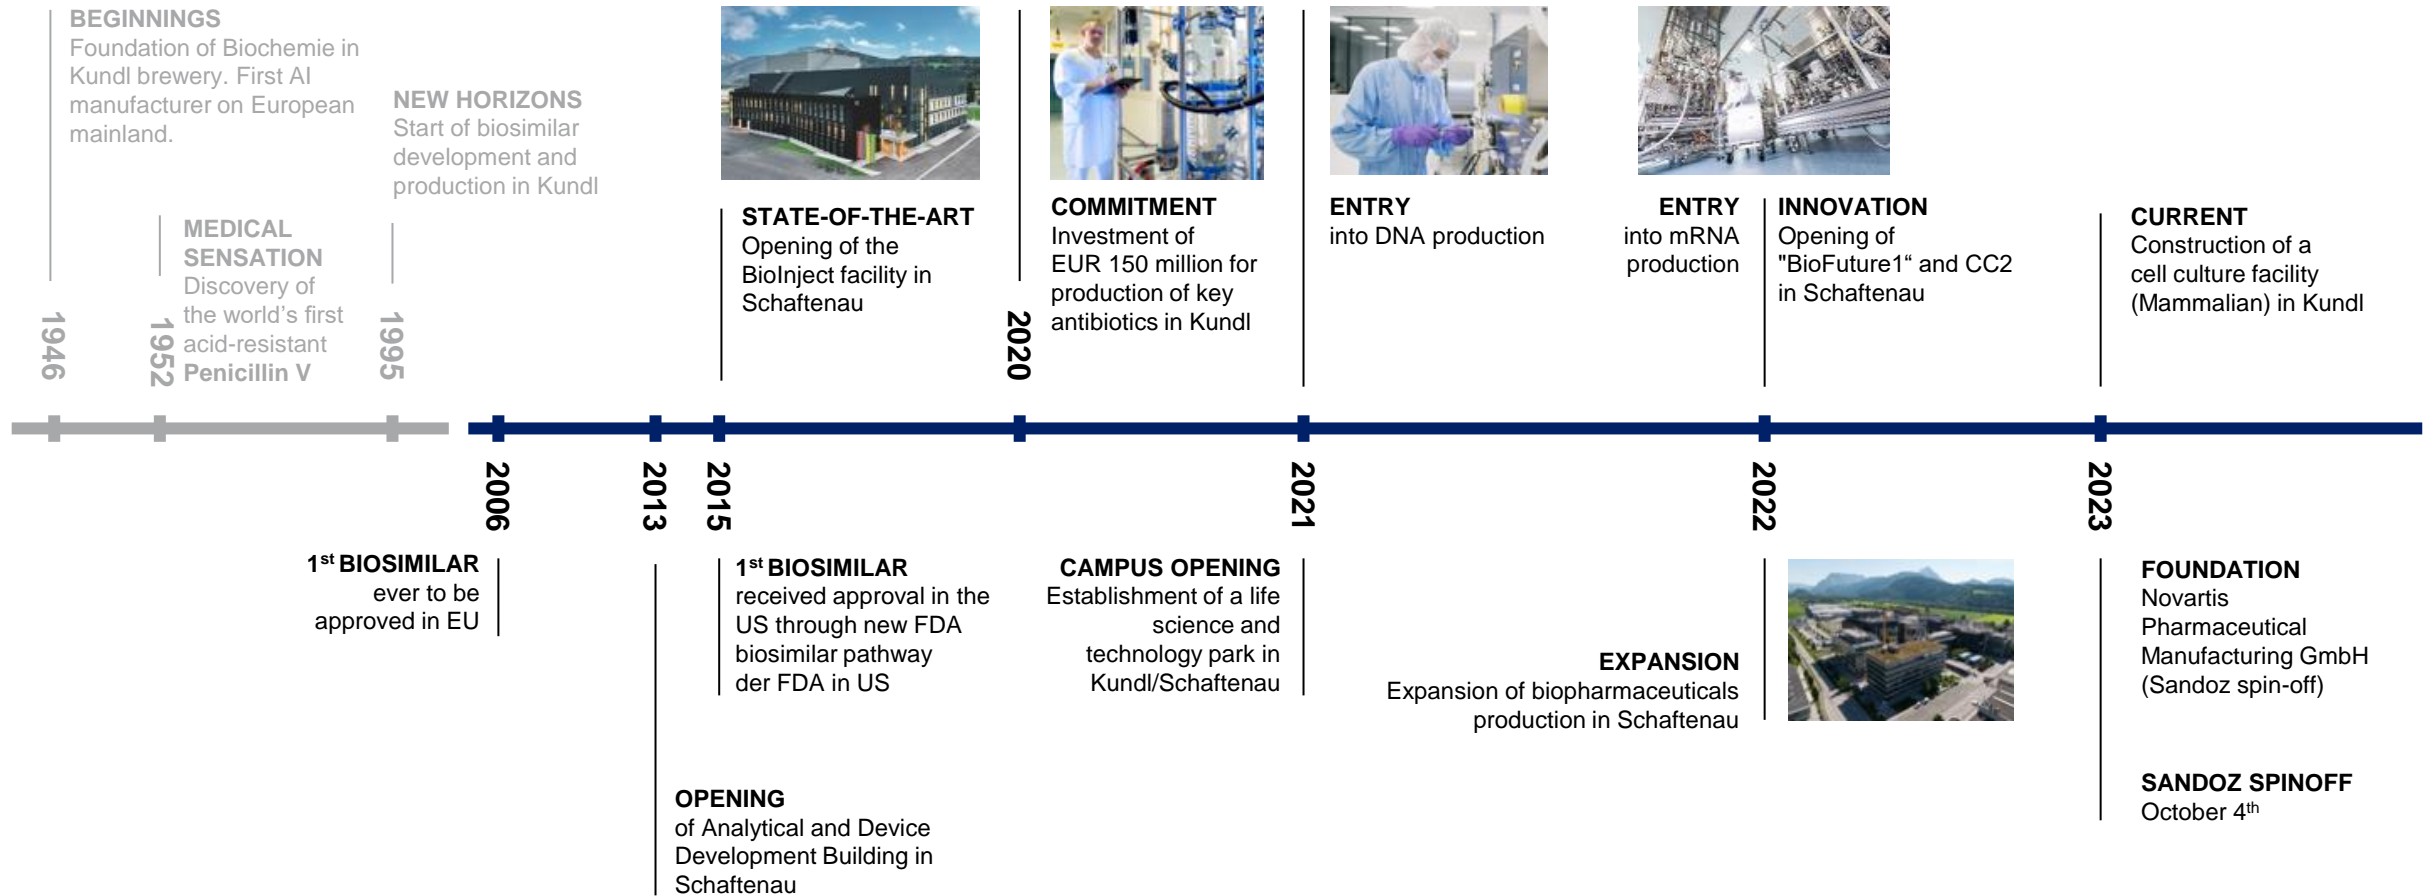 BEGINNINGS
Foundation of Biochemie in
Kundl brewery. First AI
manufacturer on European
mainland.
1946
MEDICAL
SENSATION
Discovery of
the world’s first
acid-resistant
Penicillin V
1952
NEW HORIZONS
Start of biosimilar
development and
production in Kundl
1995
1st BIOSIMILAR
ever to be
approved in EU
2006
2013
OPENING
of Analytical and Device
Development Building in
Schaftenau
STATE-OF-THE-ART
Opening of the
BioInject facility in
Schaftenau
2015
1st BIOSIMILAR
received approval in the
US through new FDA
biosimilar pathway
der FDA in US
2020
COMMITMENT
Investment of
EUR 150 million for
production of key
antibiotics in Kundl
ENTRY
into DNA production
2021
CAMPUS OPENING
Establishment of a life
science and
technology park in
Kundl/Schaftenau
ENTRY
into mRNA
production
INNOVATION
Opening of
"BioFuture1“ and CC2
in Schaftenau
2022
EXPANSION
Expansion of biopharmaceuticals
production in Schaftenau
CURRENT
Construction of a
cell culture facility
(Mammalian) in Kundl
2023
FOUNDATION
Novartis
Pharmaceutical
Manufacturing GmbH
(Sandoz spin-off)
SANDOZ SPINOFF
October 4th